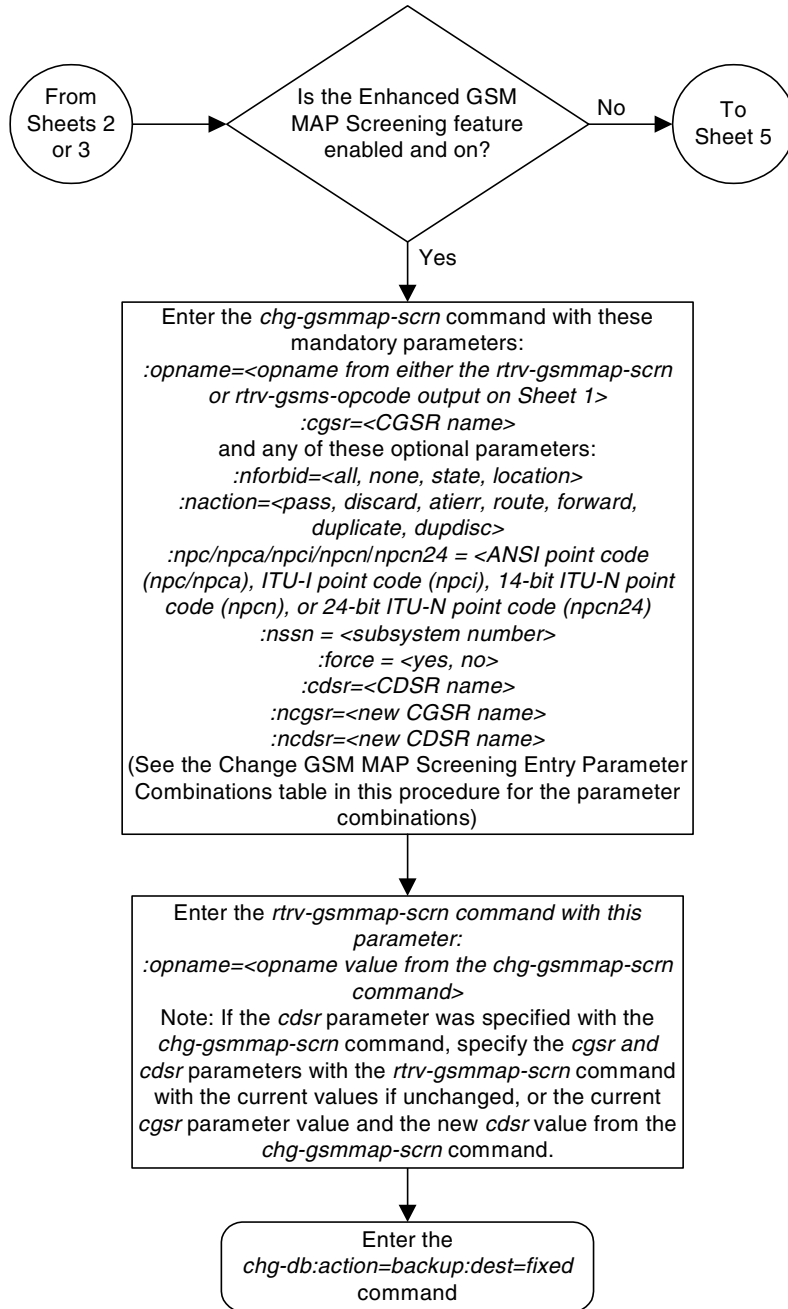 From
Sheets 2
or 3
Is the Enhanced GSM
MAP Screening feature
enabled and on?
No
To
Sheet 5
Yes
Enter the chg-gsmmap-scrn command with these
mandatory parameters:
:opname=<opname from either the rtrv-gsmmap-scrn
or rtrv-gsms-opcode output on Sheet 1>
:cgsr=<CGSR name>
and any of these optional parameters:
:nforbid=<all, none, state, location>
:naction=<pass, discard, atierr, route, forward,
duplicate, dupdisc>
:npc/npca/npci/npcn/npcn24 = <ANSI point code
(npc/npca), ITU-I point code (npci), 14-bit ITU-N point
code (npcn), or 24-bit ITU-N point code (npcn24)
:nssn = <subsystem number>
:force = <yes, no>
:cdsr=<CDSR name>
:ncgsr=<new CGSR name>
:ncdsr=<new CDSR name>
(See the Change GSM MAP Screening Entry Parameter
Combinations table in this procedure for the parameter
combinations)
Enter the rtrv-gsmmap-scrn command with this
parameter:
:opname=<opname value from the chg-gsmmap-scrn
command>
Note: If the cdsr parameter was specified with the
chg-gsmmap-scrn command, specify the cgsr and
cdsr parameters with the rtrv-gsmmap-scrn command
with the current values if unchanged, or the current
cgsr parameter value and the new cdsr value from the
chg-gsmmap-scrn command.
Enter the
chg-db:action=backup:dest=fixed
command